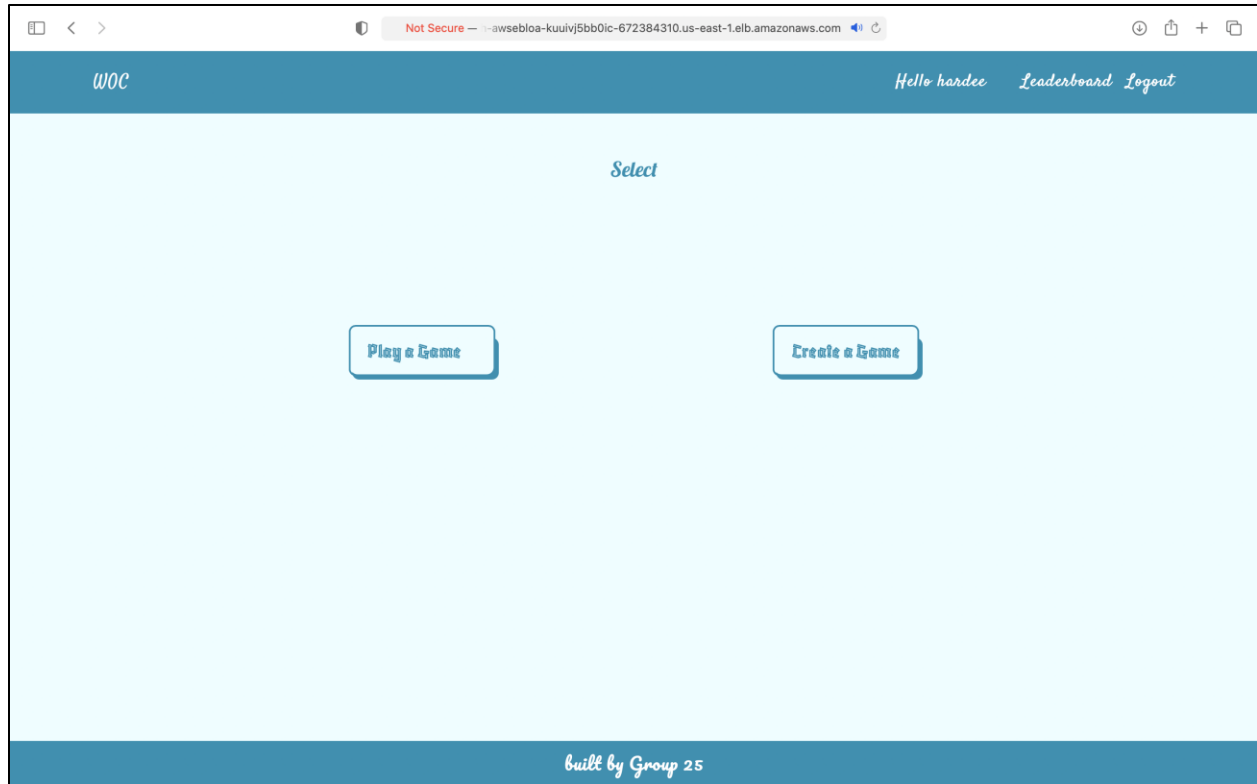 Not Secure — -awsebloa-kuuivj5bb0ic-672384310.us-east-1.elb.amazonaws.com
WOC Hello hardee Leaderboard Logout
Select
Play a Game Create a Game
built by Group 25